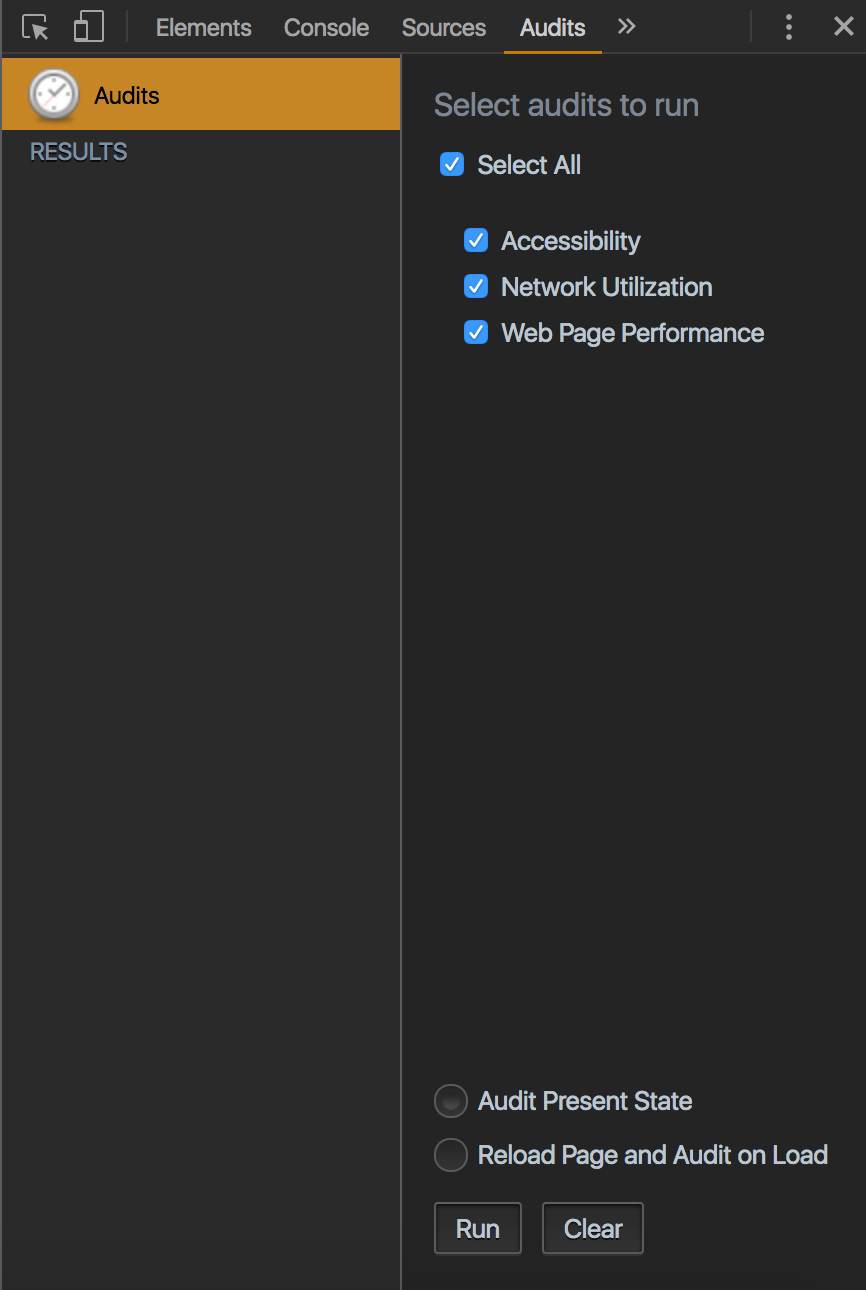 Elements Console Sources Audits
Audits
RESULTS
Select audits to run
Select All
Accessibility
Network Utilization
Web Page Performance
Audit Present State
Reload Page and Audit on Load
Run Clear